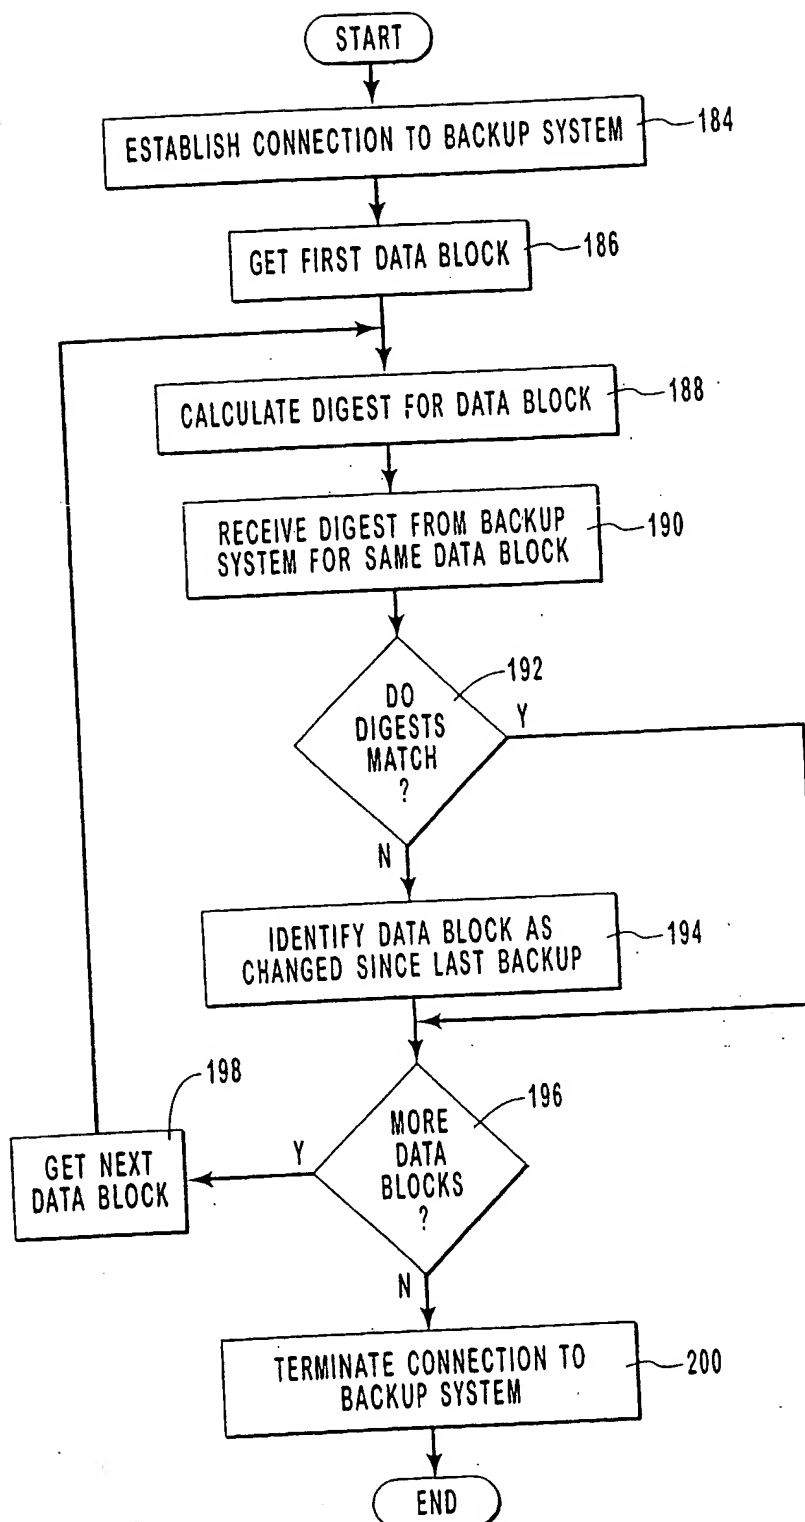 START
ESTABLISH CONNECTION TO BACKUP SYSTEM
184
GET FIRST DATA BLOCK
186
CALCULATE DIGEST FOR DATA BLOCK
188
RECEIVE DIGEST FROM BACKUP
SYSTEM FOR SAME DATA BLOCK
190
192
DO
DIGESTS
MATCH
?
Y
N
IDENTIFY DATA BLOCK AS
CHANGED SINCE LAST BACKUP
194
198
196
MORE
DATA
BLOCKS
?
Y
GET NEXT
DATA BLOCK
N
TERMINATE CONNECTION TO
BACKUP SYSTEM
200
END